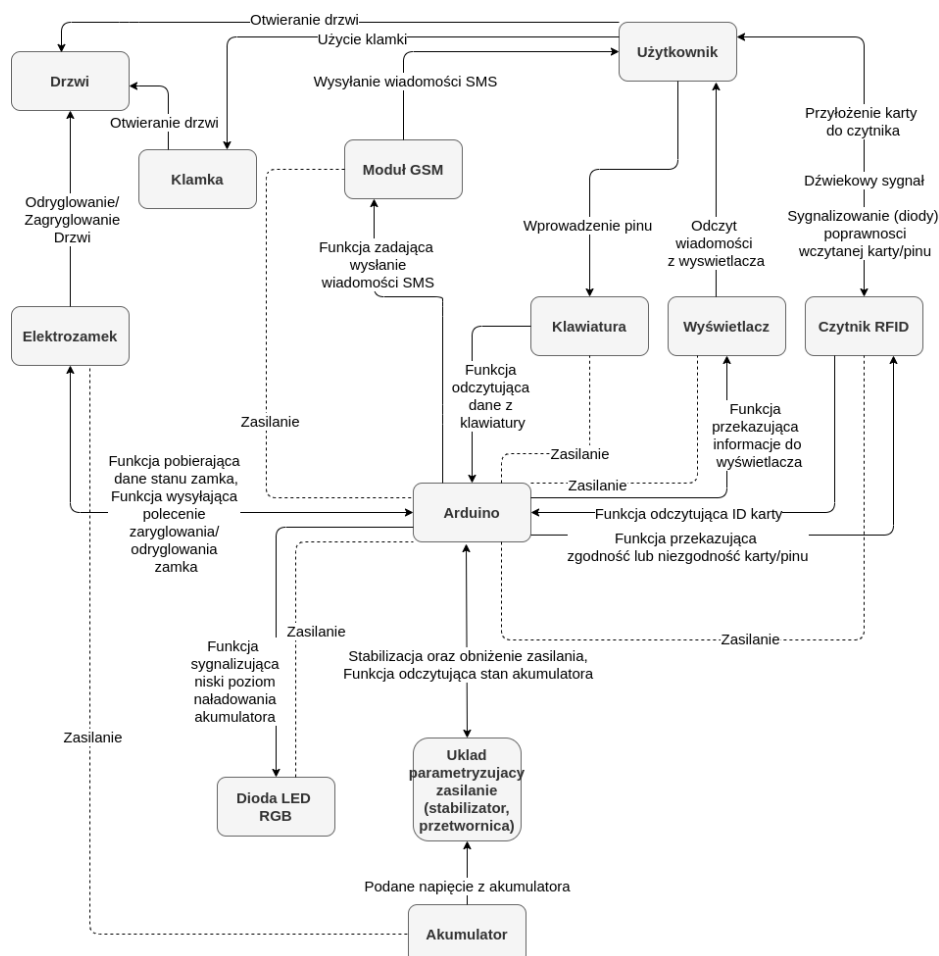 Otwieranie drzwi
Użycie klamki
Użytkownik
Drzwi
Wysyłanie wiadomości SMS
Otwieranie drzwi
Przyłożenie karty
do czytnika
Moduł GSM
Klamka
Dźwiekowy sygnał
Odryglowanie/
Zagryglowanie
Drzwi
Sygnalizowanie (diody)
poprawnosci
wczytanej karty/pinu
Wprowadzenie pinu
Odczyt
wiadomości
z wyswietlacza
Funkcja zadająca
wysłanie
wiadomości SMS
Elektrozamek
Klawiatura
Wyświetlacz
Czytnik RFID
Funkcja
odczytująca
dane z
klawiatury
Zasilanie
Funkcja
przekazująca
informacje do
wyświetlacza
Zasilanie
Zasilanie
Funkcja pobierająca
dane stanu zamka,
Funkcja wysyłająca
polecenie
zaryglowania/
odryglowania
zamka
Arduino
Funkcja odczytująca ID karty
Funkcja przekazująca
zgodność lub niezgodność karty/pinu
Zasilanie
Zasilanie
Funkcja
sygnalizująca
niski poziom
naładowania
akumulatora
Stabilizacja oraz obniżenie zasilania,
Funkcja odczytująca stan akumulatora
Zasilanie
Uklad
parametryzujacy
zasilanie
(stabilizator,
przetwornica)
Dioda LED
RGB
Podane napięcie z akumulatora
Akumulator